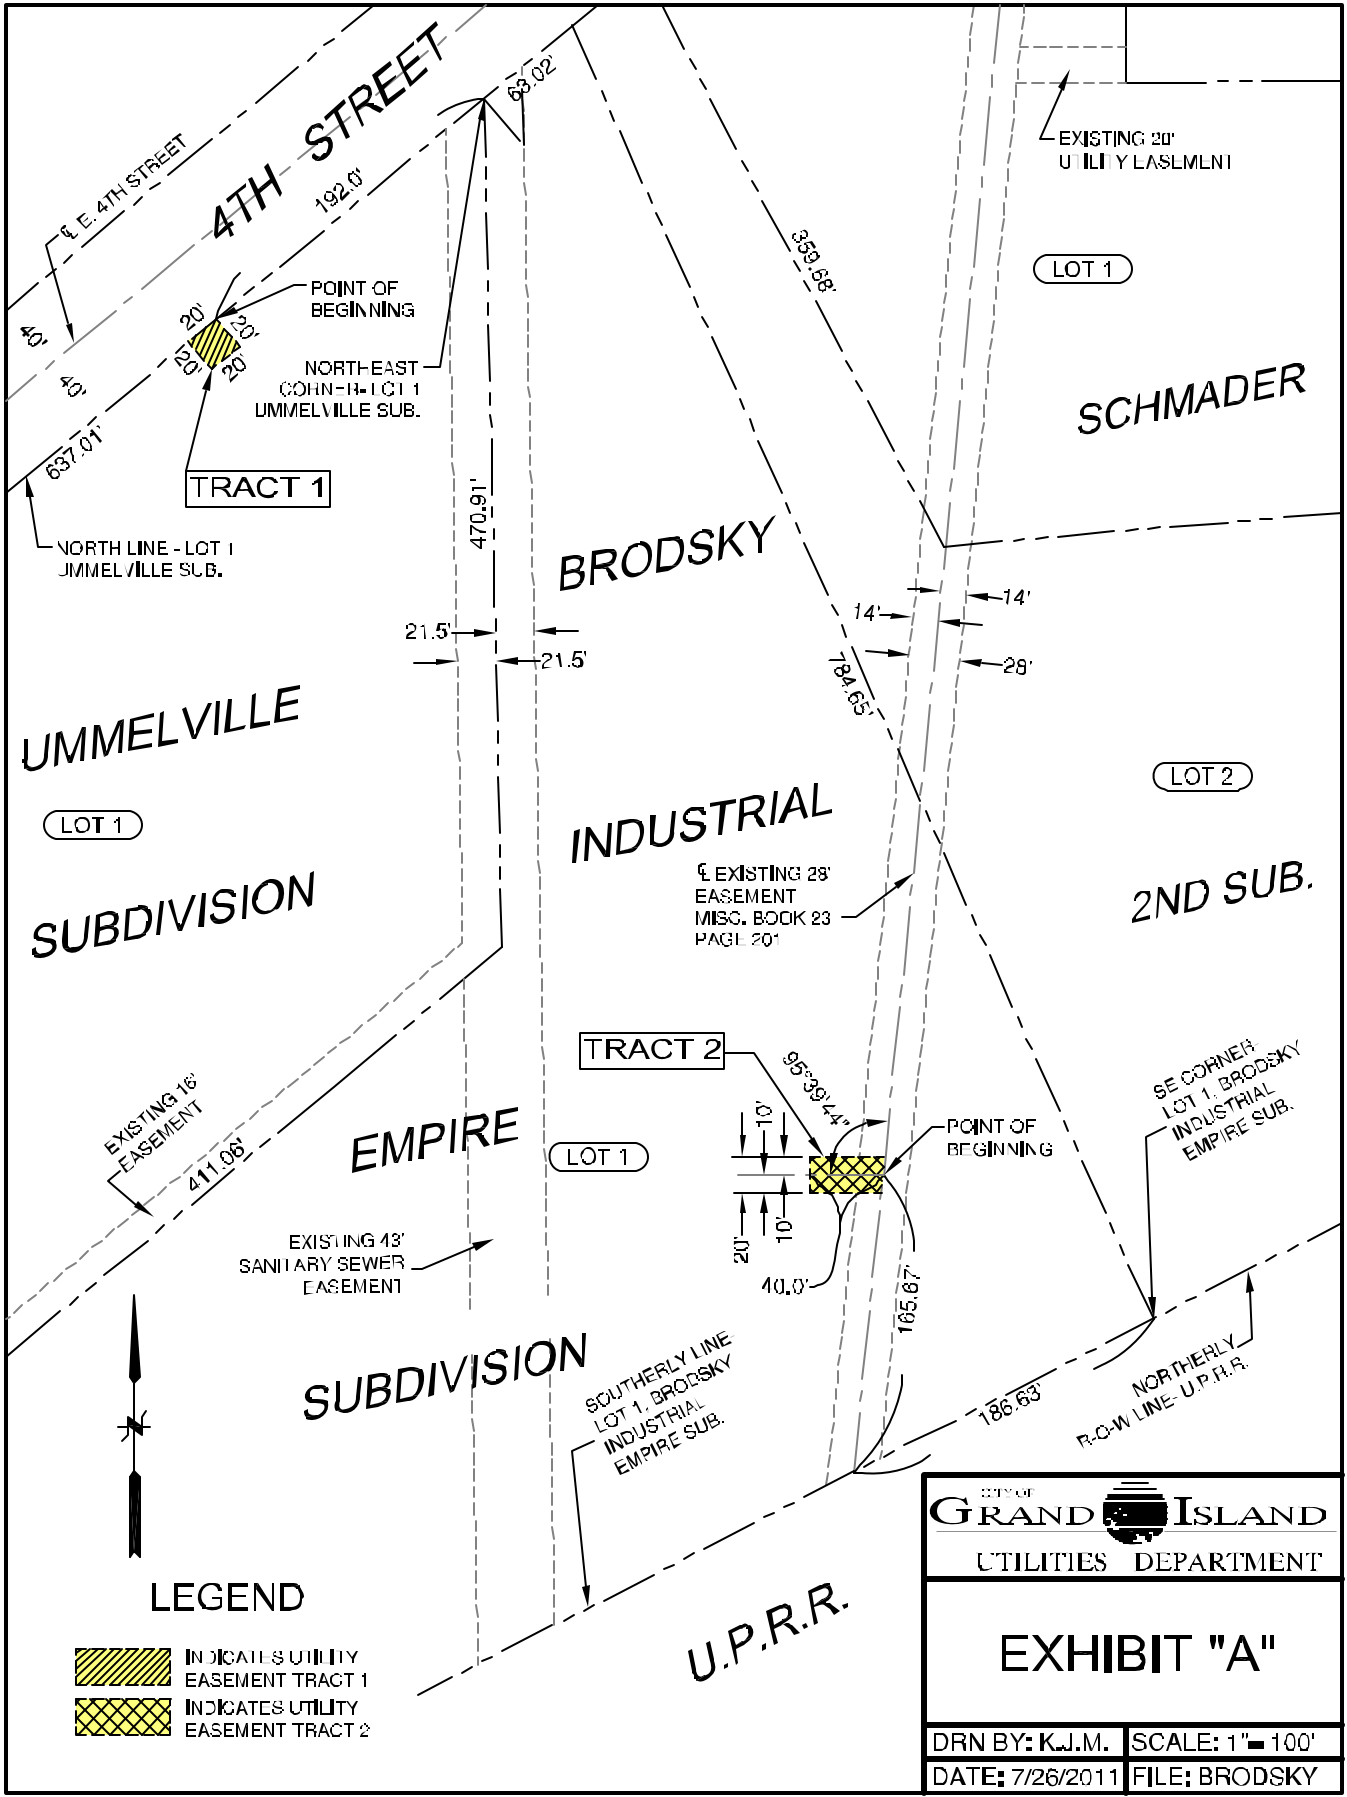 4TH STREET
℄ E. 4TH STREET
63.02'
192.0'
40'
40'
637.01'
20'
20'
20'
20'
POINT OF
BEGINNING
NORTHEAST
CORNER - LOT 1
UMMELVILLE SUB.
TRACT 1
NORTH LINE - LOT 1
UMMELVILLE SUB.
470.91'
359.68'
EXISTING 20'
UTILITY EASEMENT
LOT 1
SCHMADER
BRODSKY
21.5'
21.5'
14'
14'
28'
784.65'
UMMELVILLE
LOT 1
SUBDIVISION
INDUSTRIAL
LOT 2
2ND SUB.
℄ EXISTING 28'
EASEMENT
MISC. BOOK 23
PAGE 201
TRACT 2
95°39'44"
POINT OF
BEGINNING
SE CORNER
LOT 1, BRODSKY
INDUSTRIAL
EMPIRE SUB.
EXISTING 16'
EASEMENT
411.06'
EMPIRE
LOT 1
10'
10'
20'
40.0'
165.67'
EXISTING 43'
SANITARY SEWER
EASEMENT
SUBDIVISION
SOUTHERLY LINE
LOT 1, BRODSKY
INDUSTRIAL
EMPIRE SUB.
186.63'
NORTHERLY
R-O-W LINE - U.P.R.R.
U.P.R.R.
N
LEGEND
INDICATES UTILITY
EASEMENT TRACT 1
INDICATES UTILITY
EASEMENT TRACT 2
CITY OF
GRAND ISLAND
UTILITIES DEPARTMENT
EXHIBIT "A"
DRN BY: K.J.M.
SCALE: 1"= 100'
DATE: 7/26/2011
FILE: BRODSKY